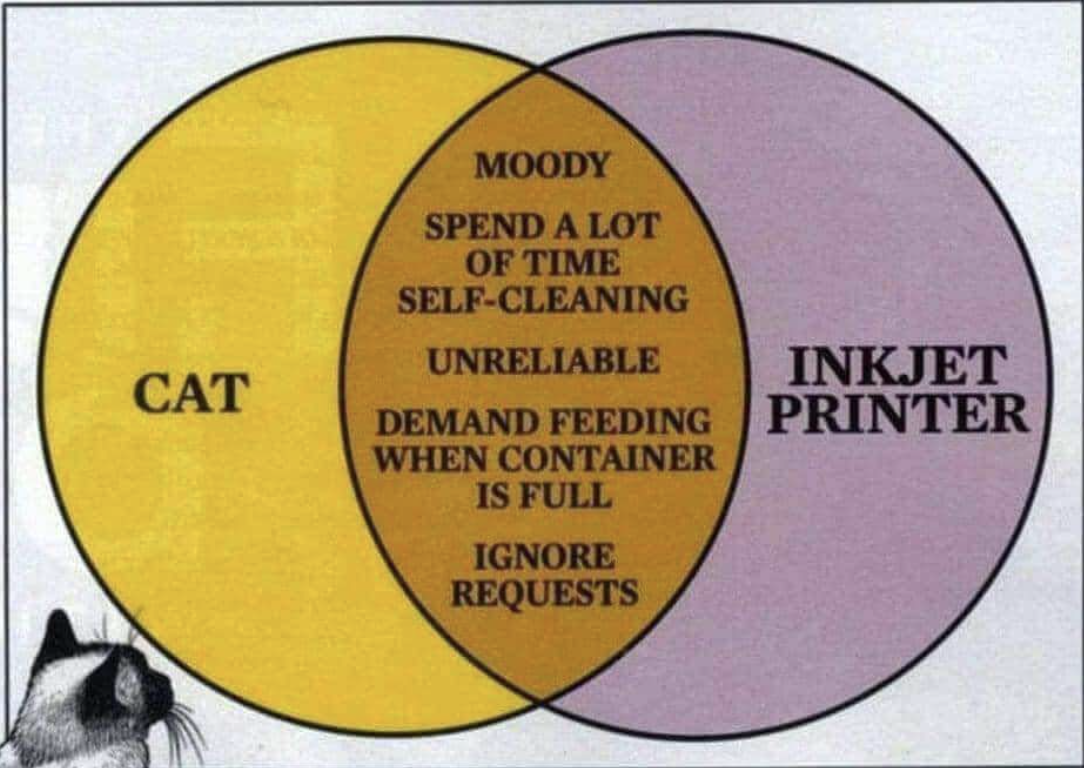 CAT
MOODY
SPEND A LOT
OF TIME
SELF-CLEANING
UNRELIABLE
DEMAND FEEDING
WHEN CONTAINER
IS FULL
IGNORE
REQUESTS
INKJET
PRINTER